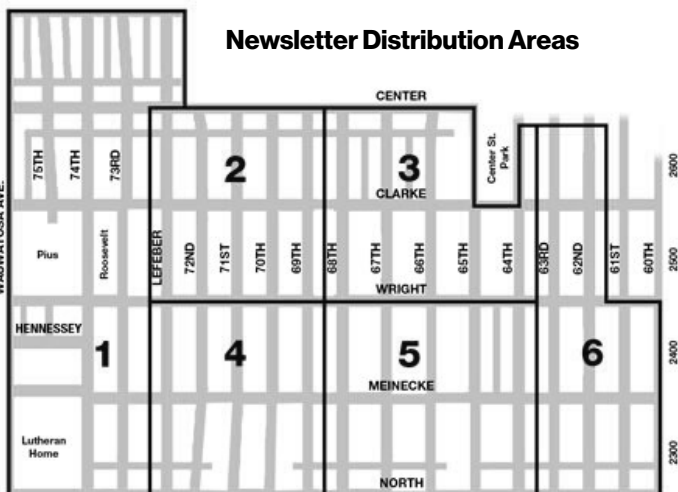 Newsletter Distribution Areas
CENTER
75TH
74TH
73RD
2
3
Center St.
Park
2600
CLARKE
WAUWATOSA AVE.
Pius
Roosevelt
LEFEBER
72ND
71ST
70TH
69TH
68TH
67TH
66TH
65TH
64TH
63RD
62ND
61ST
60TH
2500
WRIGHT
HENNESSEY
1
4
5
6
2400
MEINECKE
Lutheran
Home
2300
NORTH